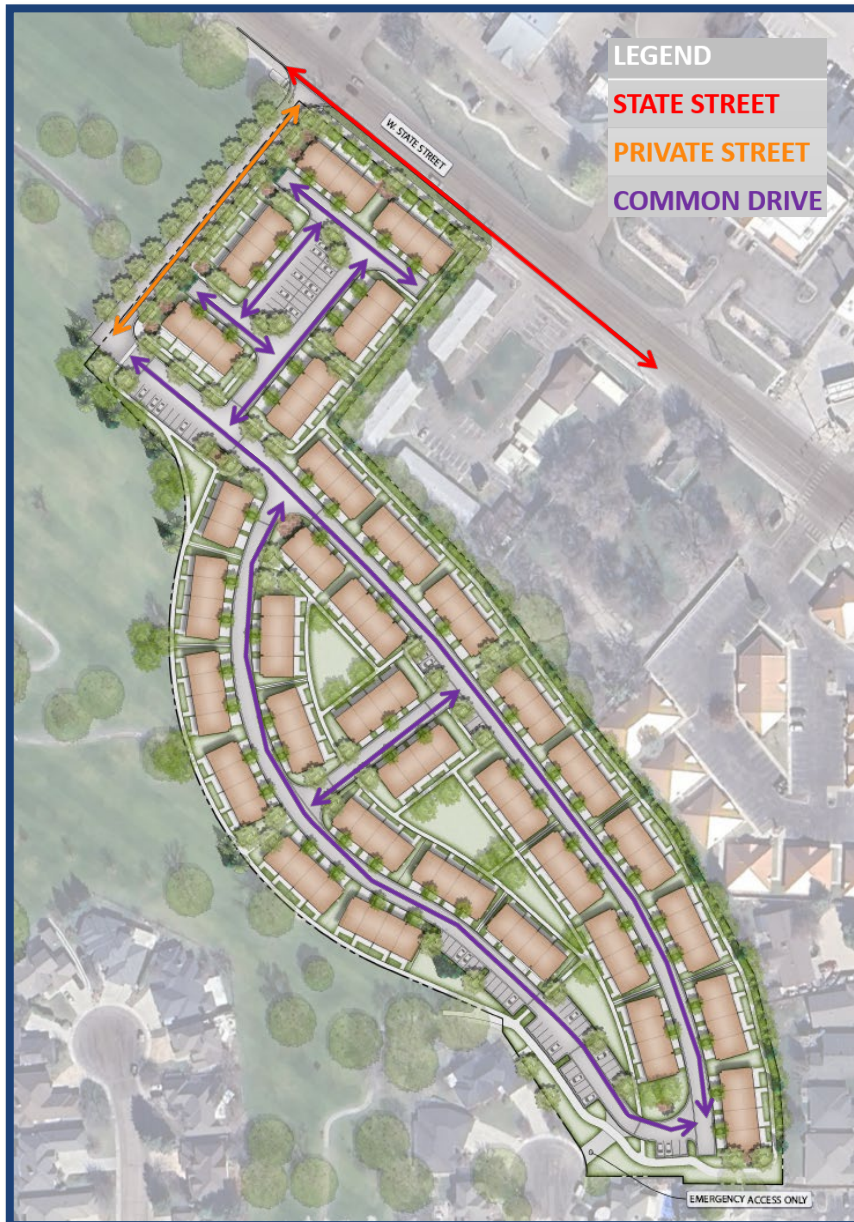 LEGEND
STATE STREET
PRIVATE STREET
COMMON DRIVE
W. STATE STREET
EMERGENCY ACCESS ONLY